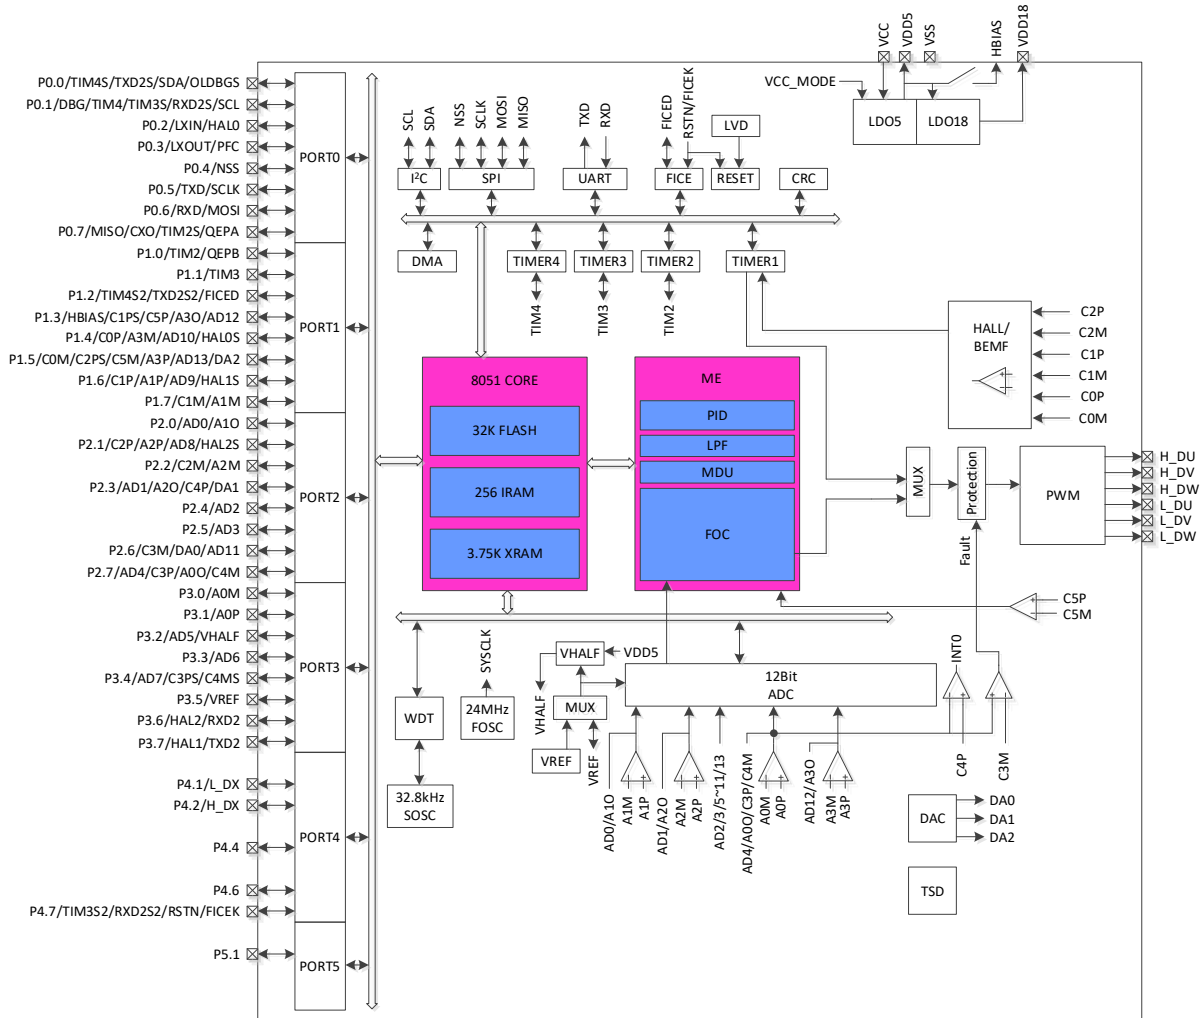 VCC
VDD5
VSS
HBIAS
VDD18
VCC_MODE
LDO5
LDO18
P0.0/TIM4S/TXD2S/SDA/OLDBGS
P0.1/DBG/TIM4/TIM3S/RXD2S/SCL
P0.2/LXIN/HAL0
P0.3/LXOUT/PFC
P0.4/NSS
P0.5/TXD/SCLK
P0.6/RXD/MOSI
P0.7/MISO/CXO/TIM2S/QEPA
PORT0
P1.0/TIM2/QEPB
P1.1/TIM3
P1.2/TIM4S2/TXD2S2/FICED
P1.3/HBIAS/C1PS/C5P/A3O/AD12
P1.4/C0P/A3M/AD10/HAL0S
P1.5/C0M/C2PS/C5M/A3P/AD13/DA2
P1.6/C1P/A1P/AD9/HAL1S
P1.7/C1M/A1M
PORT1
P2.0/AD0/A1O
P2.1/C2P/A2P/AD8/HAL2S
P2.2/C2M/A2M
P2.3/AD1/A2O/C4P/DA1
P2.4/AD2
P2.5/AD3
P2.6/C3M/DA0/AD11
P2.7/AD4/C3P/A0O/C4M
PORT2
P3.0/A0M
P3.1/A0P
P3.2/AD5/VHALF
P3.3/AD6
P3.4/AD7/C3PS/C4MS
P3.5/VREF
P3.6/HAL2/RXD2
P3.7/HAL1/TXD2
PORT3
P4.1/L_DX
P4.2/H_DX
P4.4
P4.6
P4.7/TIM3S2/RXD2S2/RSTN/FICEK
PORT4
P5.1
PORT5
SCL
SDA
NSS
SCLK
MOSI
MISO
TXD
RXD
FICED
RSTN/FICEK
LVD
I²C
SPI
UART
FICE
RESET
CRC
DMA
TIMER4
TIMER3
TIMER2
TIMER1
TIM4
TIM3
TIM2
8051 CORE
32K FLASH
256 IRAM
3.75K XRAM
ME
PID
LPF
MDU
FOC
HALL/
BEMF
C2P
C2M
C1P
C1M
C0P
C0M
MUX
Protection
Fault
PWM
H_DU
H_DV
H_DW
L_DU
L_DV
L_DW
C5P
C5M
WDT
32.8kHz
SOSC
SYSCLK
24MHz
FOSC
VHALF
VDD5
VHALF
MUX
VREF
VREF
12Bit
ADC
INT0
C4P
C3M
AD0/A1O
A1M
A1P
AD1/A2O
A2M
A2P
AD2/3/5~11/13
AD4/A0O/C3P/C4M
A0M
A0P
AD12/A3O
A3M
A3P
DAC
DA0
DA1
DA2
TSD